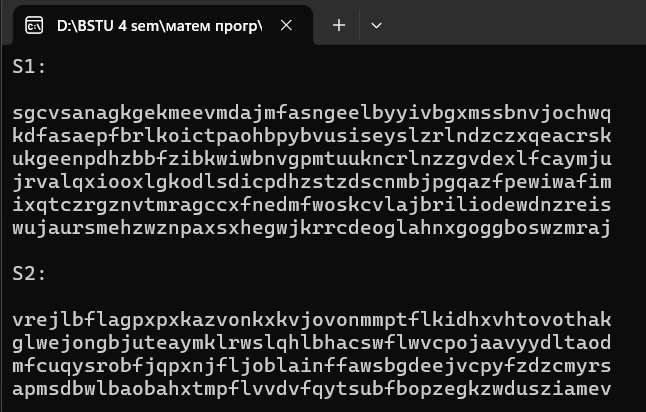 D:\BSTU 4 sem\матем прогр\
S1:
sgcvsanagkgekmeevmdajmfasngeelbyyivbgxmssbnvjochwq
kdfasaepfbrlkoictpaohbpybvusiseyslzrlndzczxqeacrsk
ukgeenpdhzbbfzibkwiwbnvgpmtuukncrlnzzgvdexlfcaymju
jrvalqxiooxlgkodlsdicpdhzstzdscnmbjpgqazfpewiwafim
ixqtczrgznvtmragccxfnedmfwoskcvlajbriliodewdnzreis
wujaursmehzwznpaxsxhegwjkrrcdeoglahnxgoggboswzmraj
S2:
vrejlbflagpxpxkazvonkxkvjovonmmptflkidhxvhtovothak
glwejongbjuteaymklrwslqhlbhacswflwvcpojaavyydltaod
mfcuqysrobfjqpxnjfljoblainffawsbgdeejvcpyfzdzcmyrs
apmsdbwlbaobahxtmpflvvdvfqytsubfbopzegkzwdusziamev